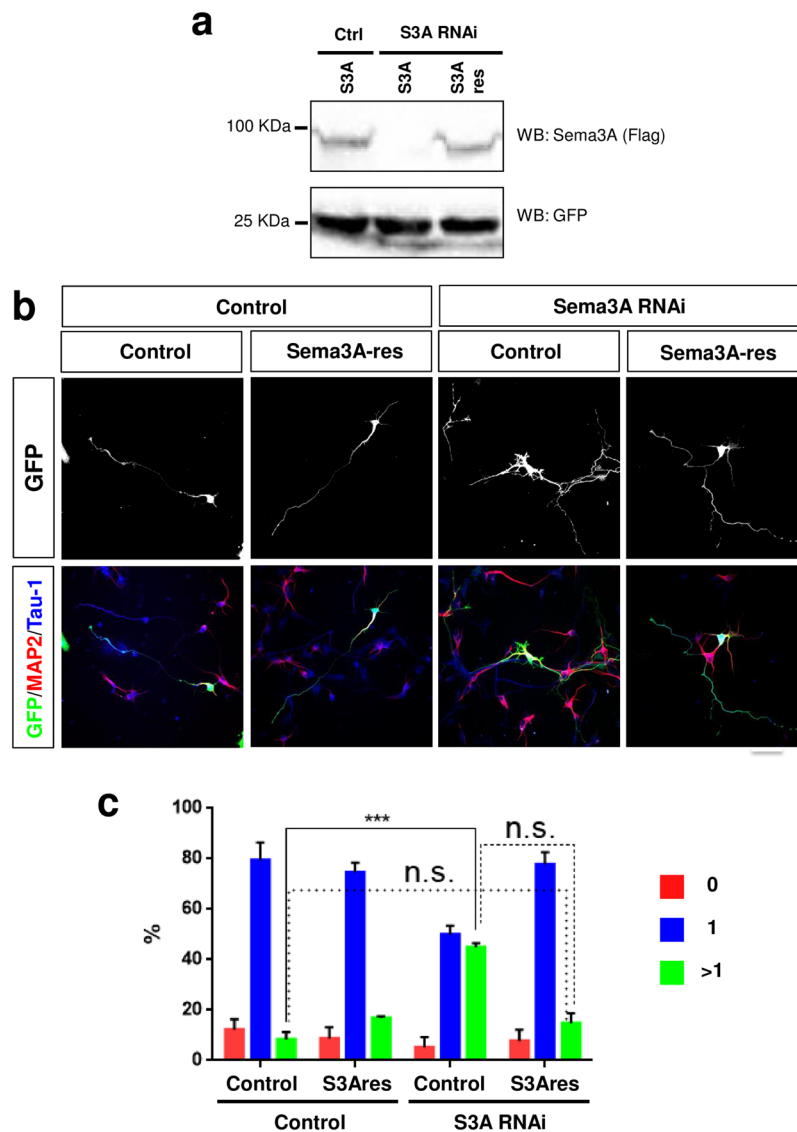 a
Ctrl S3A RNAi
S3A S3A S3A res
100 KDa
WB: Sema3A (Flag)
25 KDa
WB: GFP
b
Control Sema3A RNAi
Control Sema3A-res Control Sema3A-res
GFP
GFP/MAP2/Tau-1
c
100
80
60
40
20
0
%
***
n.s.
n.s.
0
1
>1
Control S3Ares Control S3Ares
Control S3A RNAi